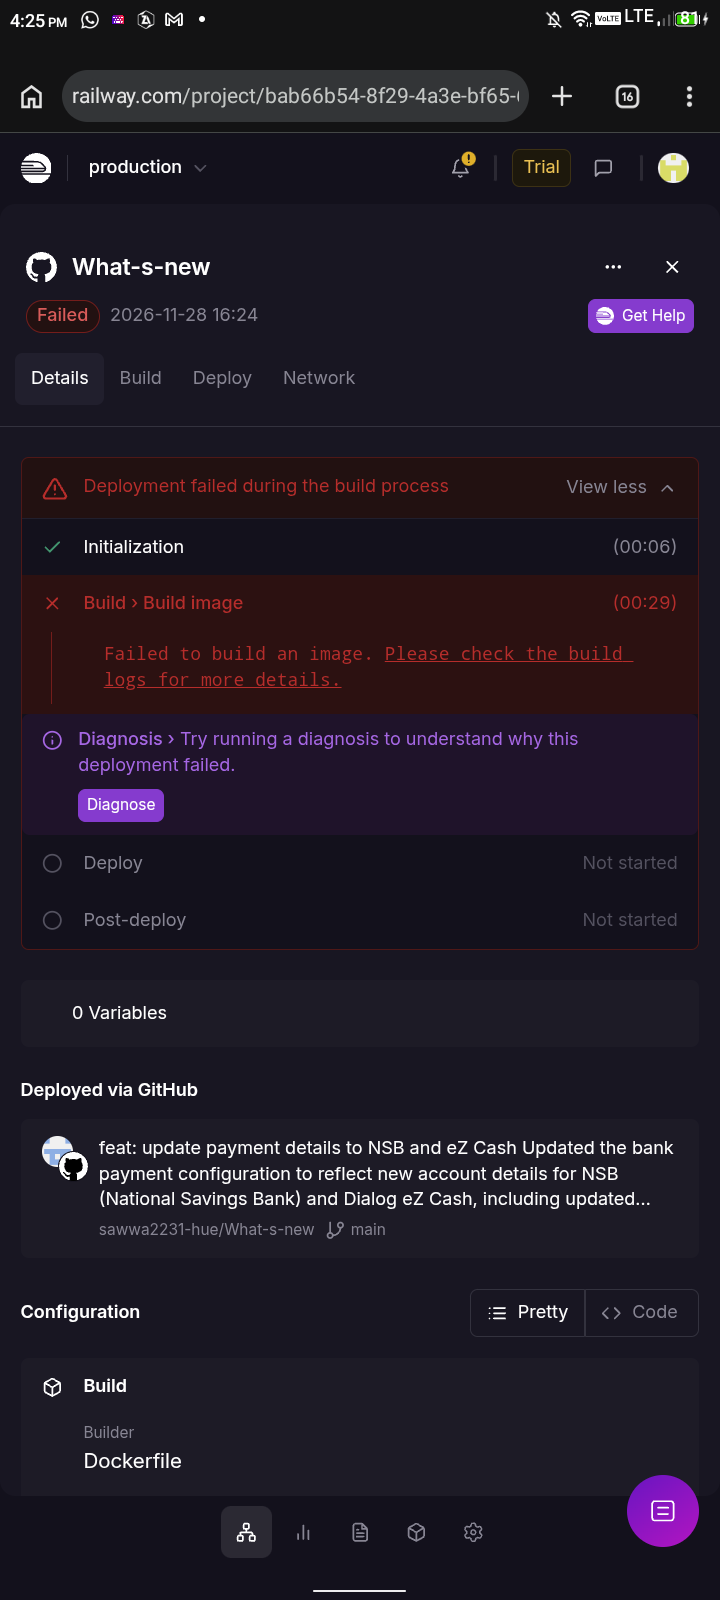 4:25 PM
VoLTE LTE 81
railway.com/project/bab66b54-8f29-4a3e-bf65-
16
production
Trial
What-s-new
Failed 2026-11-28 16:24
Get Help
Details Build Deploy Network
Deployment failed during the build process View less
Initialization (00:06)
Build › Build image (00:29)
Failed to build an image. Please check the build
logs for more details.
Diagnosis › Try running a diagnosis to understand why this
deployment failed.
Diagnose
Deploy Not started
Post-deploy Not started
0 Variables
Deployed via GitHub
feat: update payment details to NSB and eZ Cash Updated the bank
payment configuration to reflect new account details for NSB
(National Savings Bank) and Dialog eZ Cash, including updated...
sawwa2231-hue/What-s-new main
Configuration Pretty Code
Build
Builder
Dockerfile